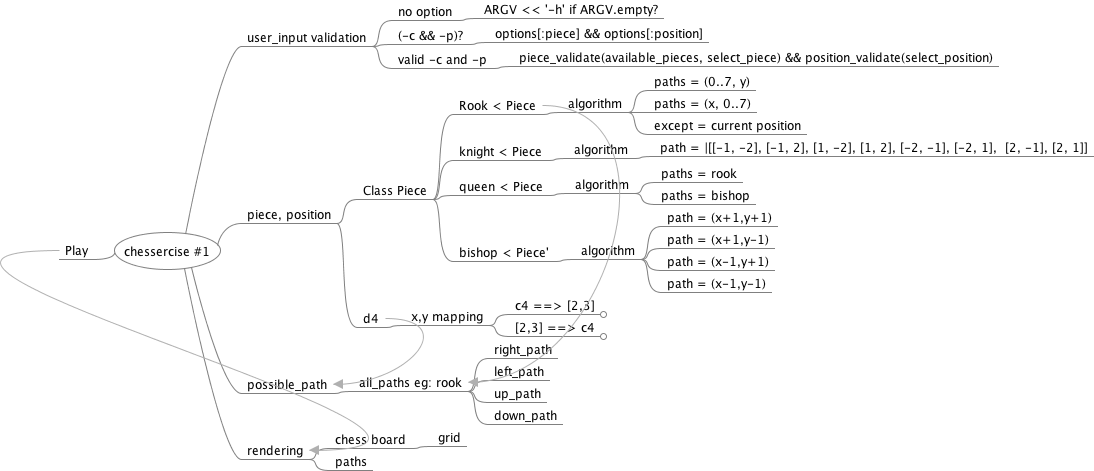 no option
ARGV << '-h' if ARGV.empty?
user_input validation
(-c && -p)?
options[:piece] && options[:position]
valid -c and -p
piece_validate(available_pieces, select_piece) && position_validate(select_position)
paths = (0..7, y)
Rook < Piece
algorithm
paths = (x, 0..7)
except = current position
knight < Piece
algorithm
path = |[[-1, -2], [-1, 2], [1, -2], [1, 2], [-2, -1], [-2, 1],  [2, -1], [2, 1]]
Class Piece
queen < Piece
algorithm
paths = rook
paths = bishop
piece, position
path = (x+1,y+1)
bishop < Piece'
algorithm
path = (x+1,y-1)
path = (x-1,y+1)
path = (x-1,y-1)
Play
chessercise #1
d4
x,y mapping
c4 ==> [2,3]
[2,3] ==> c4
possible_path
all_paths eg: rook
right_path
left_path
up_path
down_path
rendering
chess board
grid
paths